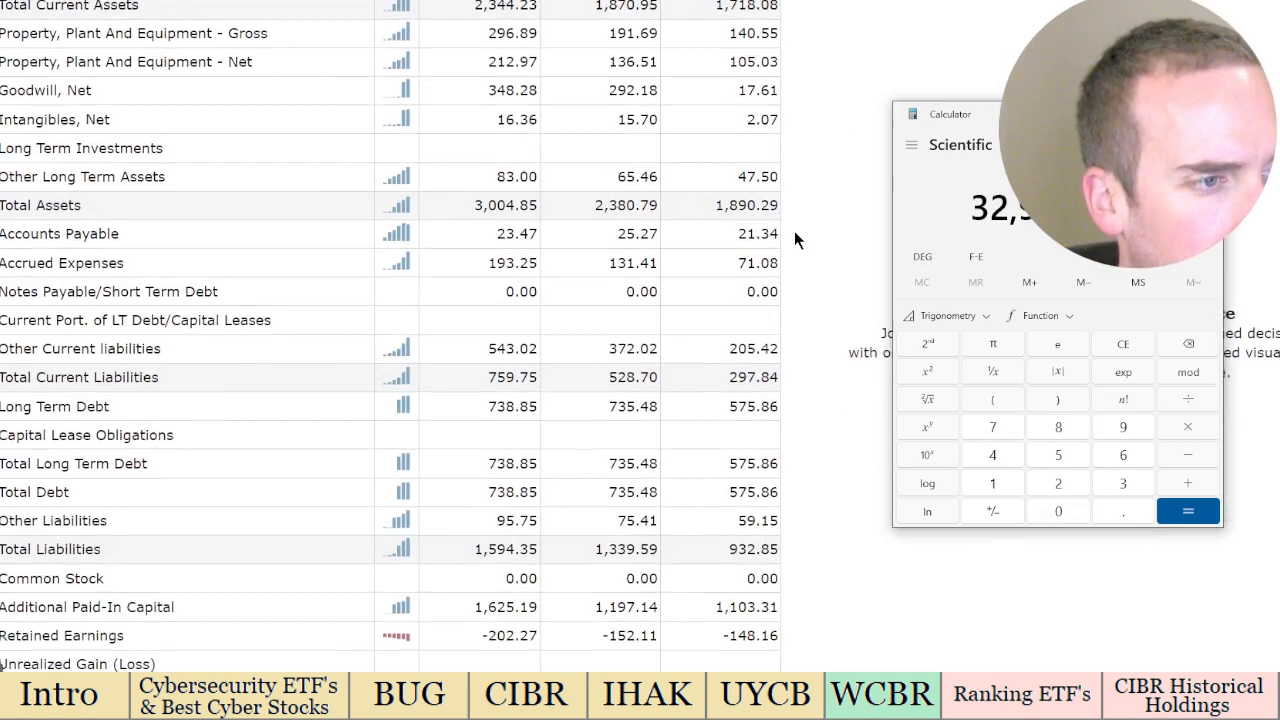 Total Current Assets 2,344.23 1,870.95 1,718.08
Property, Plant And Equipment - Gross 296.89 191.69 140.55
Property, Plant And Equipment - Net 212.97 136.51 105.03
Goodwill, Net 348.28 292.18 17.61
Intangibles, Net 16.36 15.70 2.07
Long Term Investments
Other Long Term Assets 83.00 65.46 47.50
Total Assets 3,004.85 2,380.79 1,890.29
Accounts Payable 23.47 25.27 21.34
Accrued Expenses 193.25 131.41 71.08
Notes Payable/Short Term Debt 0.00 0.00 0.00
Current Port. of LT Debt/Capital Leases
Other Current liabilities 543.02 372.02 205.42
Total Current Liabilities 759.75 528.70 297.84
Long Term Debt 738.85 735.48 575.86
Capital Lease Obligations
Total Long Term Debt 738.85 735.48 575.86
Total Debt 738.85 735.48 575.86
Other Liabilities 95.75 75.41 59.15
Total Liabilities 1,594.35 1,339.59 932.85
Common Stock 0.00 0.00 0.00
Additional Paid-In Capital 1,625.19 1,197.14 1,103.31
Retained Earnings -202.27 -152.11 -148.16
Unrealized Gain (Loss)
Calculator
Scientific
DEG F-E
MC MR M+ M− MS M˅
Trigonometry f Function
2ⁿᵈ π e CE
x² ⅟x |x| exp mod
²√x ( ) n! ÷
xʸ 7 8 9 ×
10ˣ 4 5 6 −
log 1 2 3 +
ln +/− 0 . =
with
Intro
Cybersecurity ETF's
& Best Cyber Stocks
BUG
CIBR
IHAK
UYCB
WCBR
Ranking ETF's
CIBR Historical
Holdings